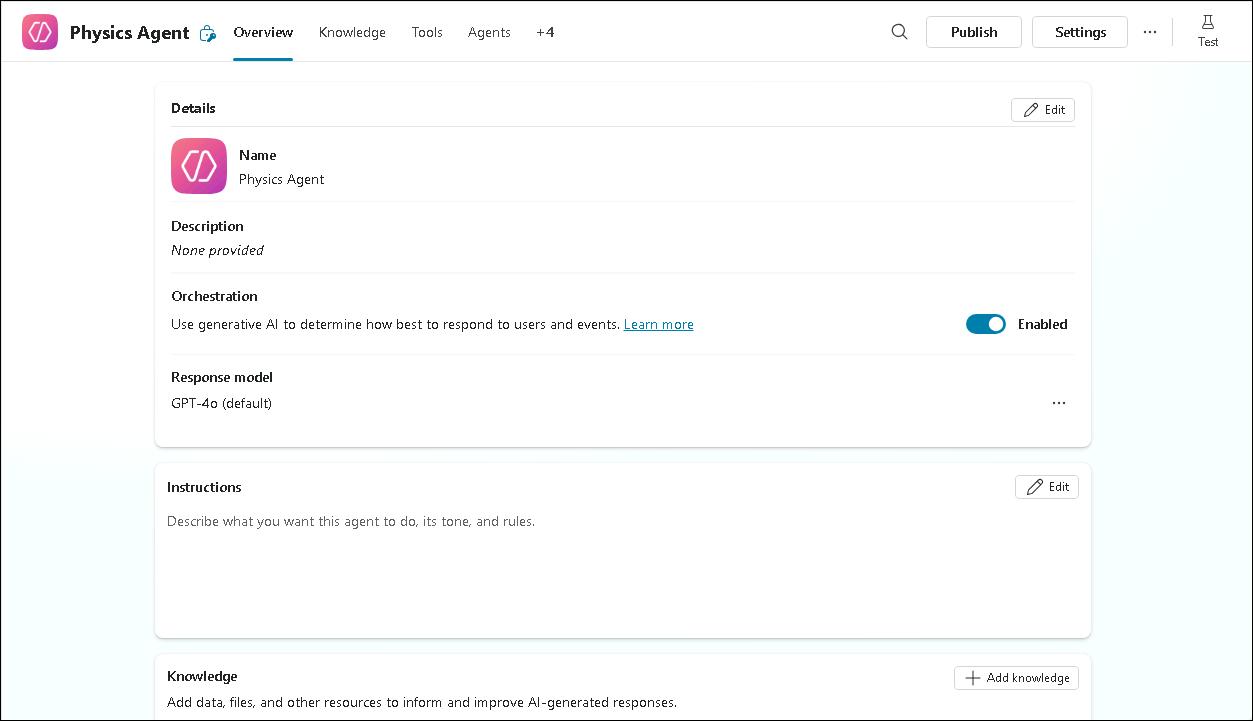 Physics Agent
Overview
Knowledge
Tools
Agents
+4
Publish
Settings
Test
Details
Edit
Name
Physics Agent
Description
None provided
Orchestration
Use generative AI to determine how best to respond to users and events. Learn more
Enabled
Response model
GPT-4o (default)
Instructions
Edit
Describe what you want this agent to do, its tone, and rules.
Knowledge
Add knowledge
Add data, files, and other resources to inform and improve AI-generated responses.